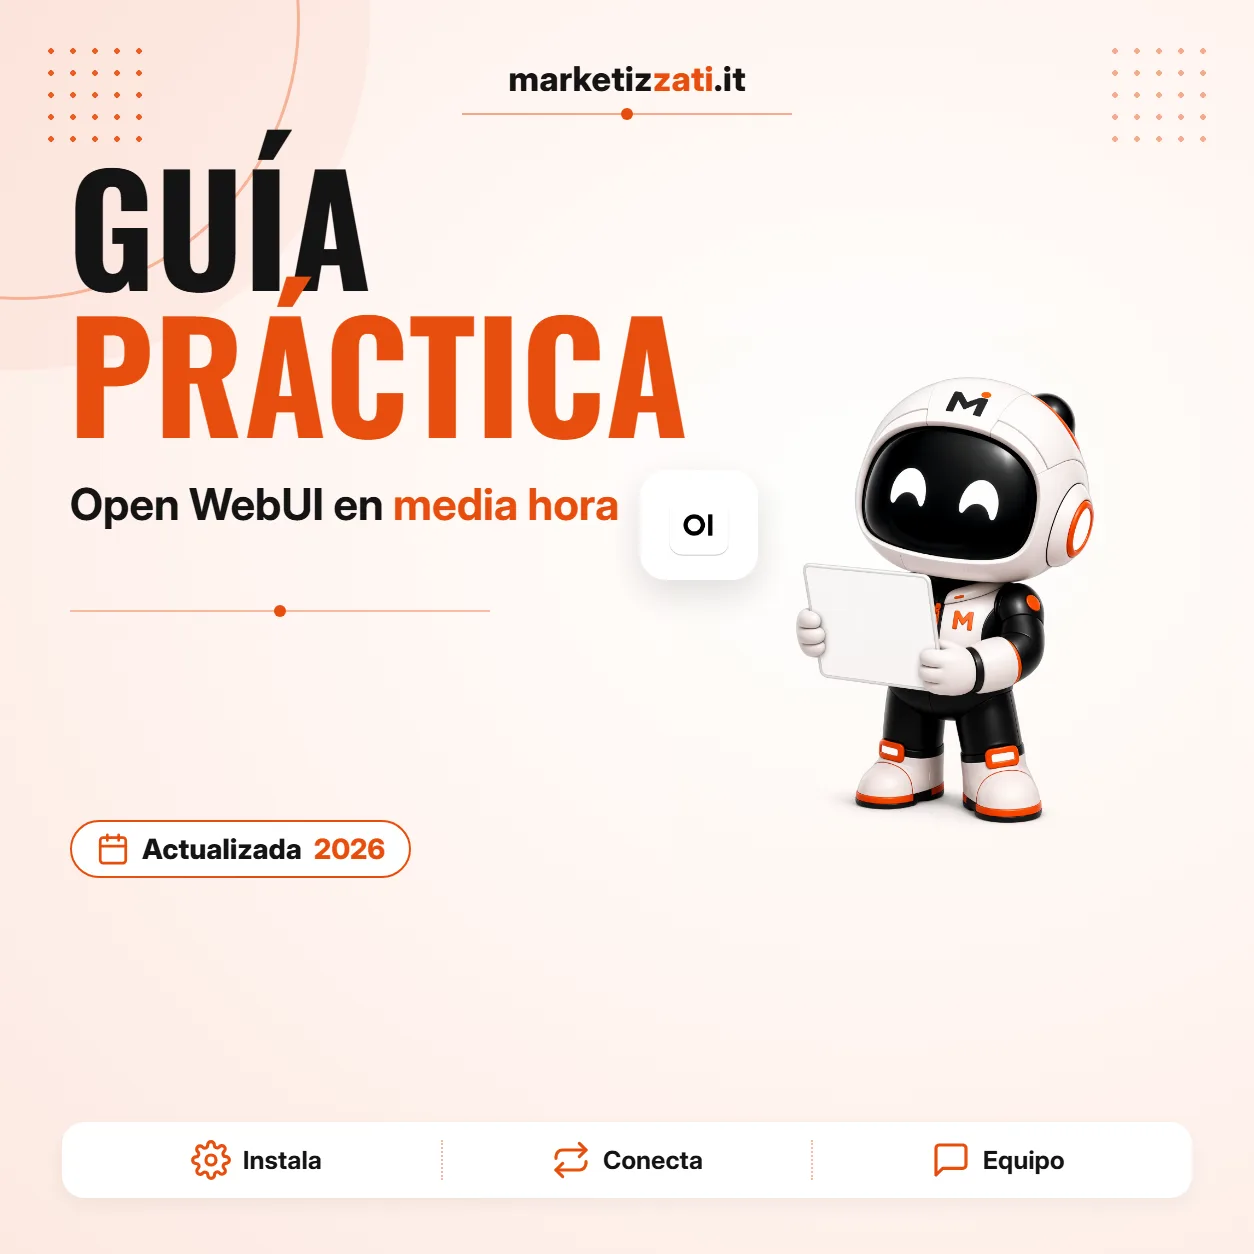 marketizzati.it
GUÍA
PRÁCTICA
Open WebUI en media hora
OI
M
M
Actualizada 2026
Instala
Conecta
Equipo